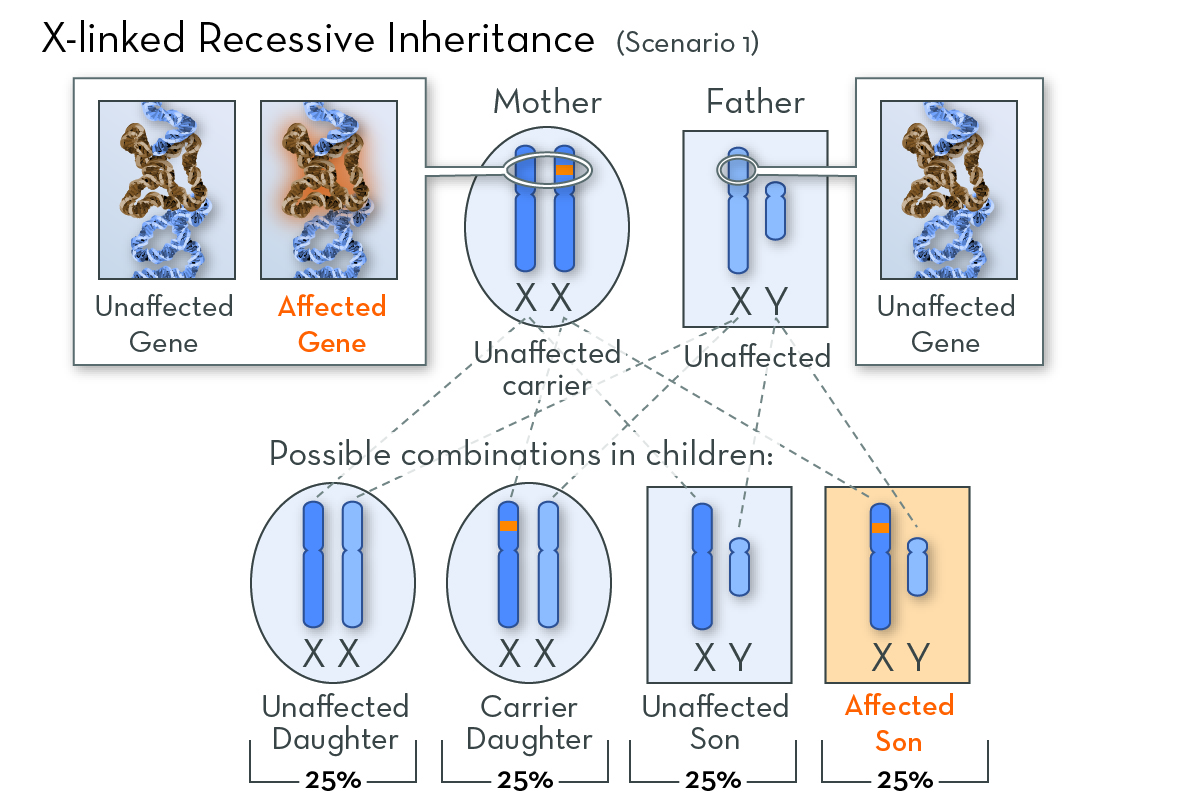 X-linked Recessive Inheritance (Scenario 1)
Mother
Father
Unaffected
Gene
Affected
Gene
X X
X Y
Unaffected
Gene
Unaffected
carrier
Unaffected
Possible combinations in children:
X X
X X
X Y
X Y
Unaffected
Daughter
Carrier
Daughter
Unaffected
Son
Affected
Son
25%
25%
25%
25%